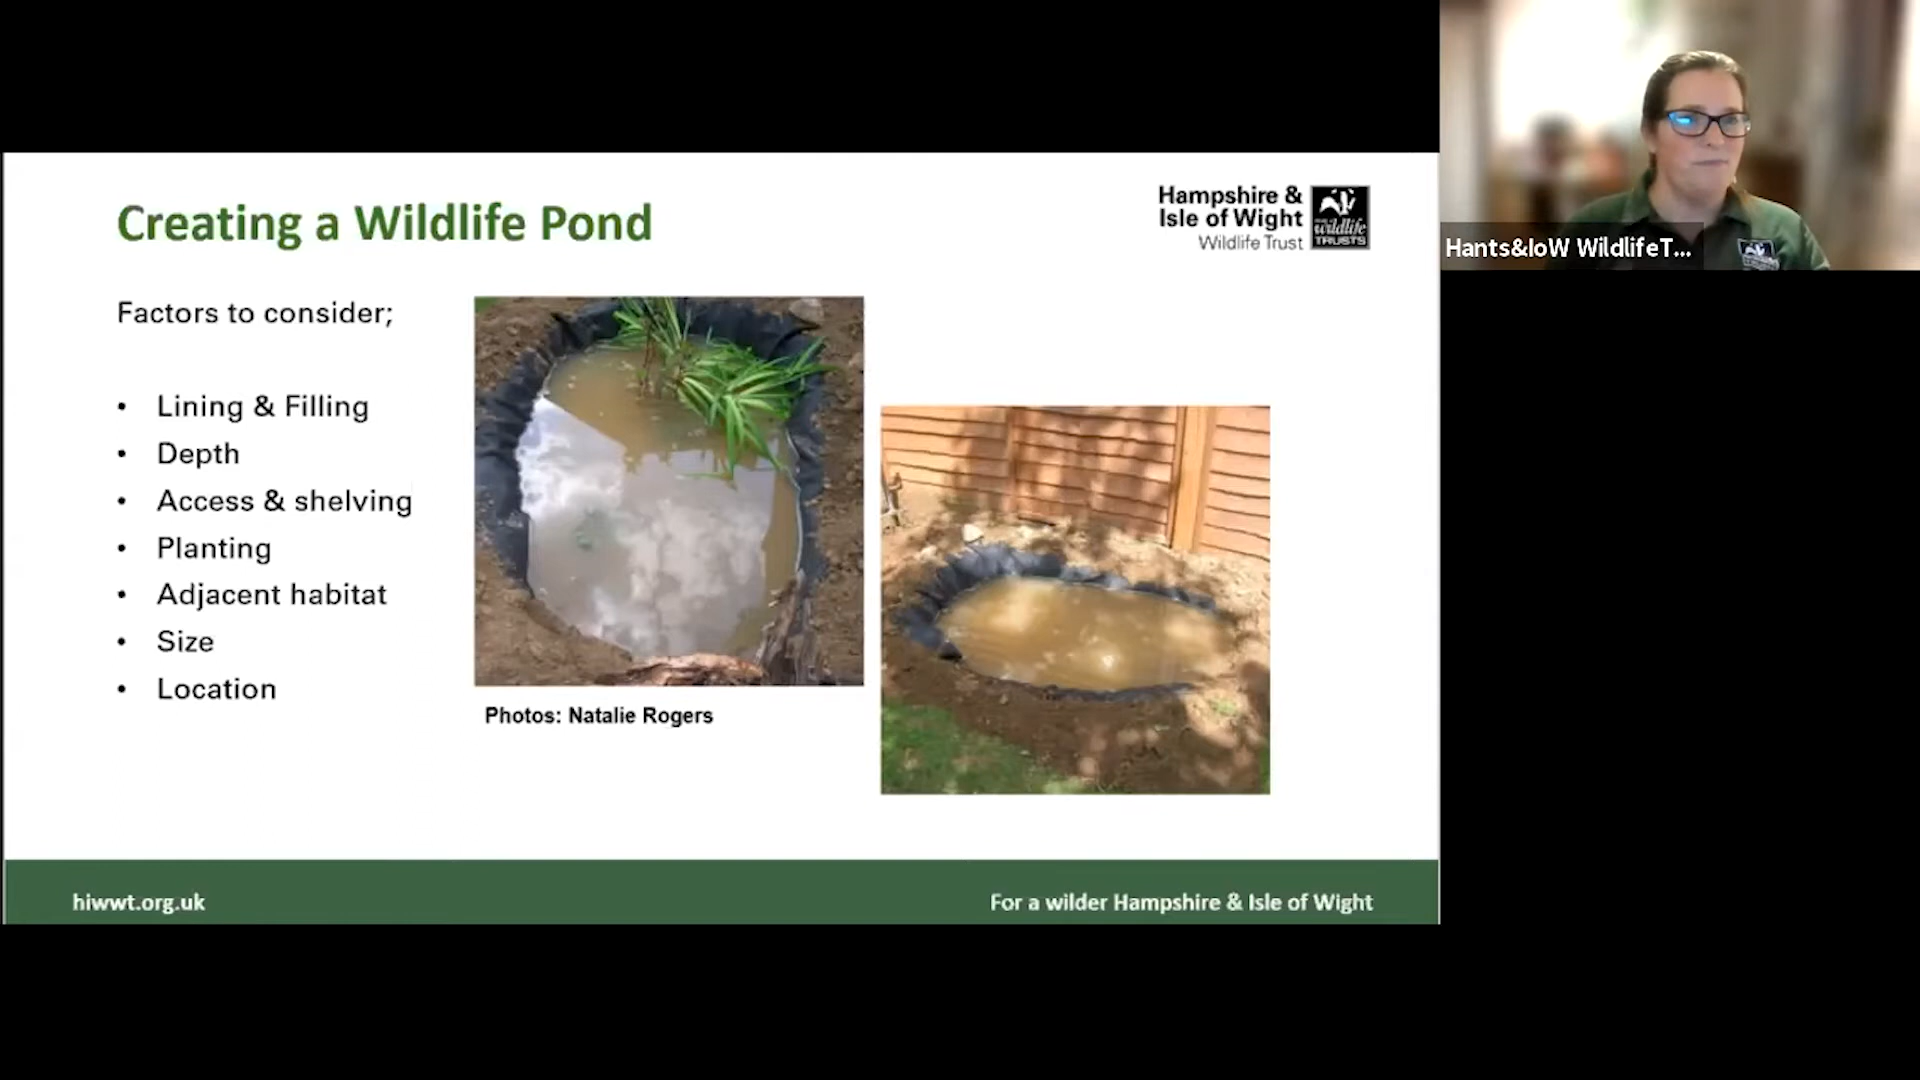 Creating a Wildlife Pond
Hampshire &
Isle of Wight
Wildlife Trust
wildlife
TRUSTS
Hants&IoW WildlifeT...
Factors to consider;
• Lining & Filling
• Depth
• Access & shelving
• Planting
• Adjacent habitat
• Size
• Location
Photos: Natalie Rogers
hiwwt.org.uk
For a wilder Hampshire & Isle of Wight